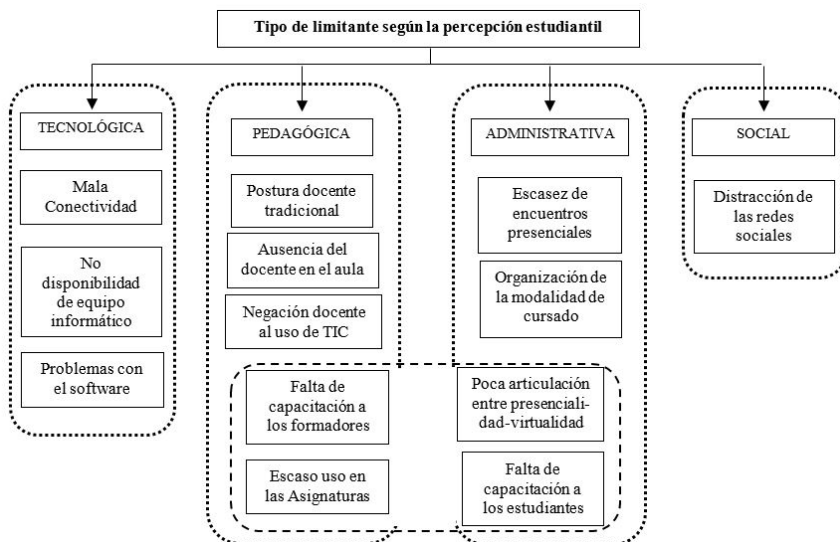 Tipo de limitante según la percepción estudiantil
TECNOLÓGICA
Mala
Conectividad
No
disponibilidad
de equipo
informático
Problemas con
el software
PEDAGÓGICA
Postura docente
tradicional
Ausencia del
docente en el aula
Negación docente
al uso de TIC
Falta de
capacitación a
los formadores
Escaso uso en
las Asignaturas
ADMINISTRATIVA
Escasez de
encuentros
presenciales
Organización de
la modalidad de
cursado
Poca articulación
entre presenciali-
dad-virtualidad
Falta de
capacitación a
los estudiantes
SOCIAL
Distracción de
las redes
sociales